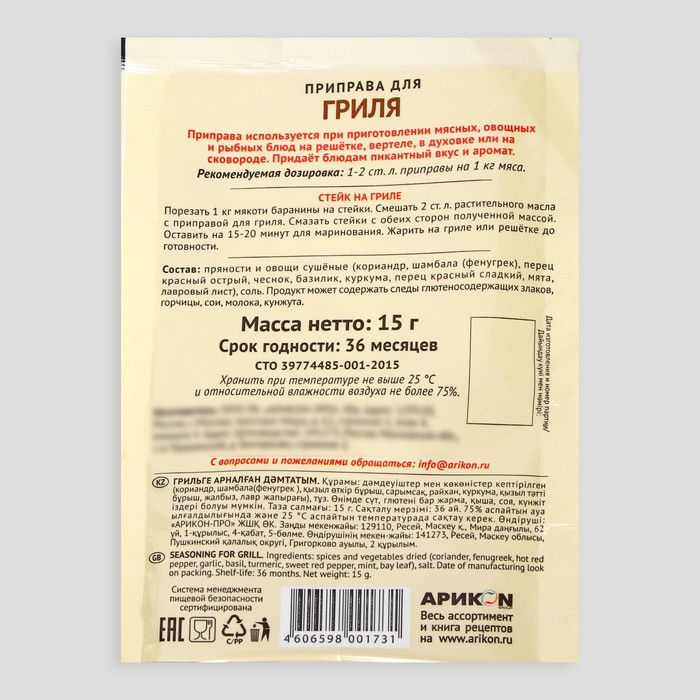 ПРИПРАВА ДЛЯ
ГРИЛЯ
Приправа используется при приготовлении мясных, овощных
и рыбных блюд на решётке, вертеле, в духовке или на
сковороде. Придаёт блюдам пикантный вкус и аромат.
Рекомендуемая дозировка: 1-2 ст. л. приправы на 1 кг мяса.
СТЕЙК НА ГРИЛЕ
Порезать 1 кг мякоти баранины на стейки. Смешать 2 ст. л. растительного масла
с приправой для гриля. Смазать стейки с обеих сторон полученной массой.
Оставить на 15-20 минут для маринования. Жарить на гриле или решётке до
готовности.
Состав: пряности и овощи сушёные (кориандр, шамбала (фенугрек), перец
красный острый, чеснок, базилик, куркума, перец красный сладкий, мята,
лавровый лист), соль. Продукт может содержать следы глютеносодержащих злаков,
горчицы, сои, молока, кунжута.
Масса нетто: 15 г
Срок годности: 36 месяцев
СТО 39774485-001-2015
Хранить при температуре не выше 25 °С
и относительной влажности воздуха не более 75%.
Дата изготовления и номер партии/
Дайындау күні мен нөмірі:
С вопросами и пожеланиями обращаться: info@arikon.ru
KZ ГРИЛЬГЕ АРНАЛҒАН ДӘМТАТЫМ. Құрамы: дәмдеуіштер мен көкөністер кептірілген
(кориандр, шамбала(фенугрек ), қызыл өткір бұрыш, сарымсақ, райхан, куркума, қызыл тәтті
бұрыш, жалбыз, лавр жапырағы), тұз. Өнімде сүт, глютені бар жарма, қыша, соя, күнжіт
іздері болуы мүмкін. Таза салмағы 15 г. Сақталу мерзімі: 36 ай. 75% аспайтын ауа
ылғалдылығында және 25 °С аспайтын температурада сақтау керек. Өндіруші:
«АРИКОН-ПРО» ЖШҚ ӨК. Заңды мекенжайы: 129110, Ресей, Мәскеу қ., Мира даңғылы, 62
үй, 1-құрылыс, 4-қабат, 5-бөлме. Өндірушінің мекен-жайы: 141273, Ресей, Мәскеу облысы,
Пушкинский қалалық округі, Григорково ауылы, 2 құрылым.
GB SEASONING FOR GRILL. Ingredients: spices and vegetables dried (coriander, fenugreek, hot red
pepper, garlic, basil, turmeric, sweet red pepper, mint, bay leaf), salt. Date of manufacturing look
on packing. Shelf-life: 36 months. Net weight: 15 g.
Система менеджмента
пищевой безопасности
сертифицирована
EAC
C/PP
4 606598 001731
АРИКОN
GROUP
Весь ассортимент
и книга рецептов
на www.arikon.ru